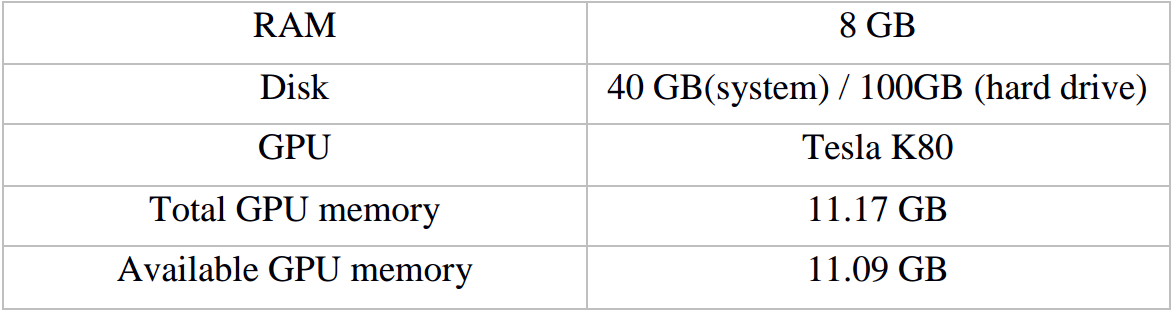 RAM 8 GB
Disk 40 GB(system) / 100GB (hard drive)
GPU Tesla K80
Total GPU memory 11.17 GB
Available GPU memory 11.09 GB